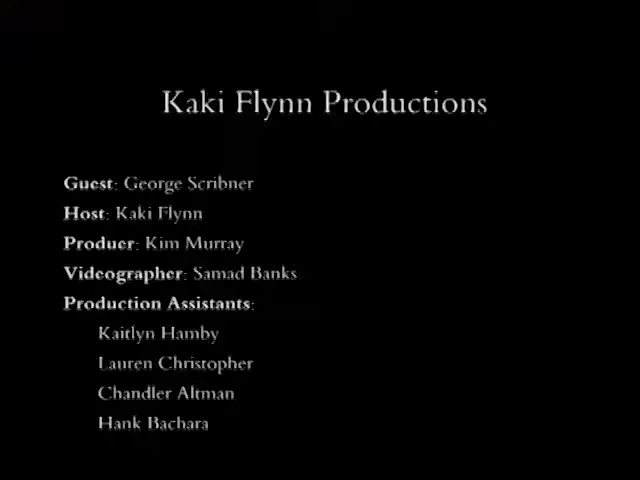 Kaki Flynn Productions
Guest: George Scribner
Host: Kaki Flynn
Produer: Kim Murray
Videographer: Samad Banks
Production Assistants:
Kaitlyn Hamby
Lauren Christopher
Chandler Altman
Hank Bachara